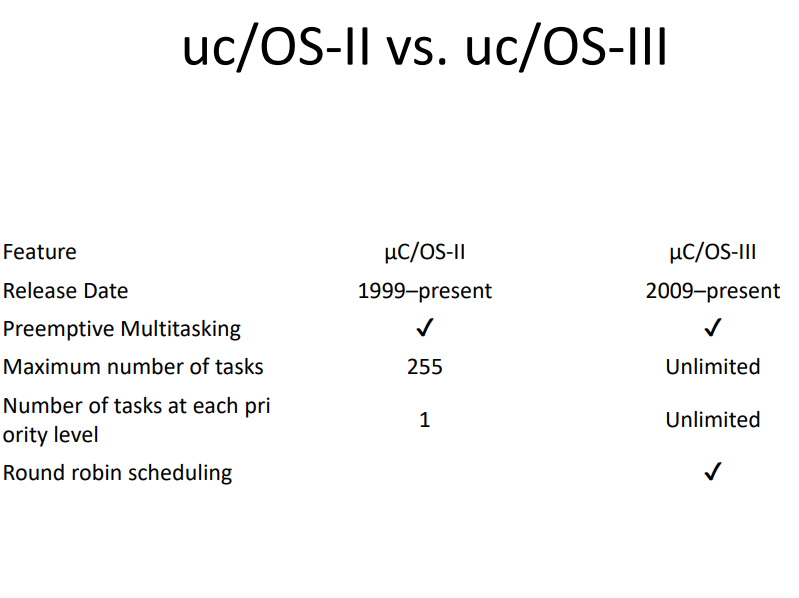 uc/OS-II vs. uc/OS-III
Feature µC/OS-II µC/OS-III
Release Date 1999–present 2009–present
Preemptive Multitasking ✓ ✓
Maximum number of tasks 255 Unlimited
Number of tasks at each pri
ority level 1 Unlimited
Round robin scheduling ✓